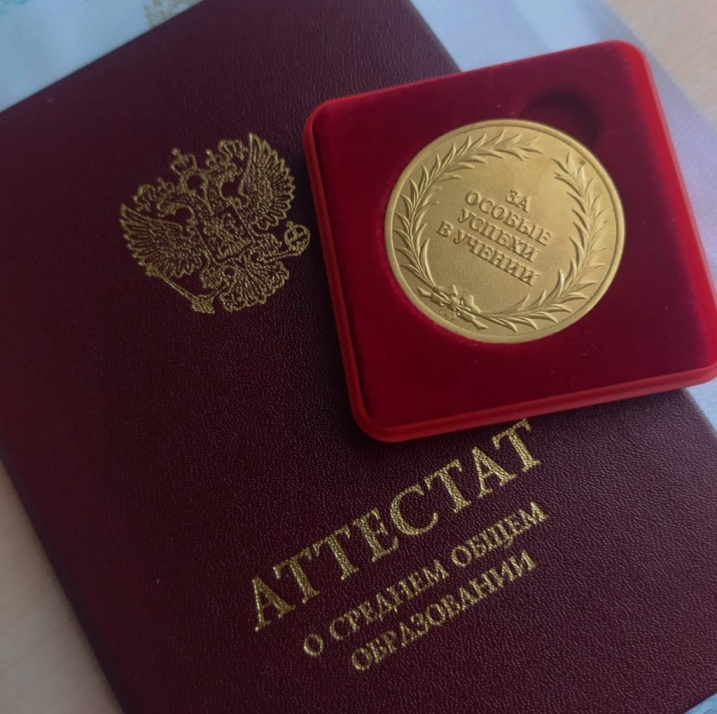 ЗА
ОСОБЫЕ
УСПЕХИ
В УЧЕНИИ
АТТЕСТАТ
О СРЕДНЕМ ОБЩЕМ
ОБРАЗОВАНИИ